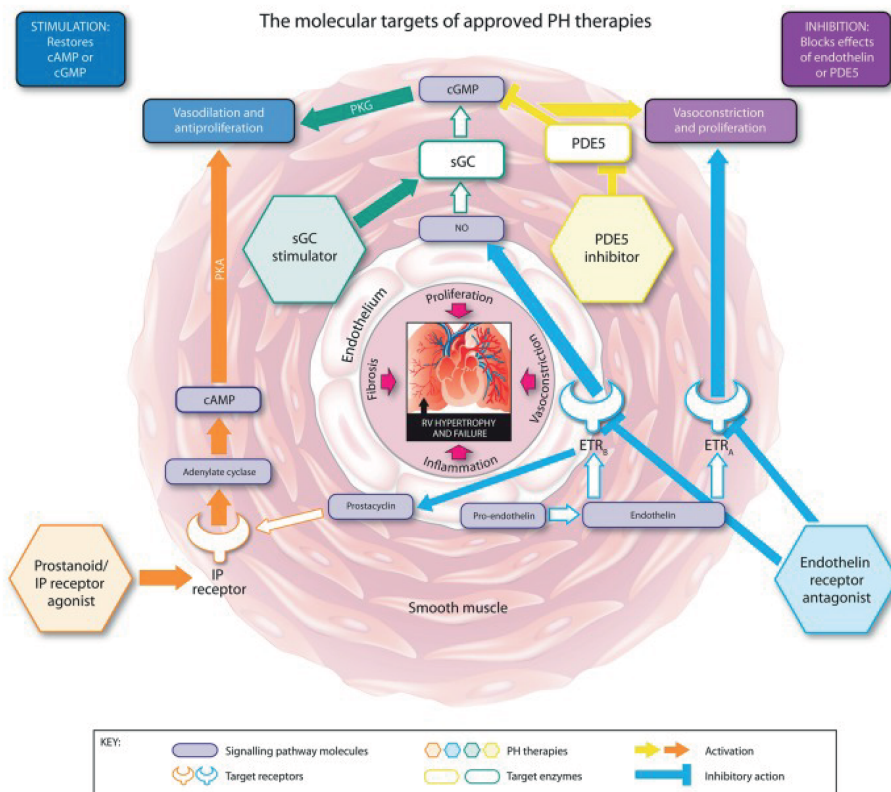 The molecular targets of approved PH therapies
STIMULATION:
Restores
cAMP or
cGMP
INHIBITION:
Blocks effects
of endothelin
or PDE5
cGMP
PKG
Vasodilation and
antiproliferation
Vasoconstriction
and proliferation
PDE5
sGC
sGC
stimulator
NO
PDE5
inhibitor
PKA
Endothelium
Proliferation
Fibrosis
Vasoconstriction
RV HYPERTROPHY
AND FAILURE
Inflammation
cAMP
ETRB
ETRA
Adenylate cyclase
Prostacyclin
Pro-endothelin
Endothelin
Prostanoid/
IP receptor
agonist
IP
receptor
Endothelin
receptor
antagonist
Smooth muscle
KEY:
Signalling pathway molecules
PH therapies
Activation
Target receptors
Target enzymes
Inhibitory action